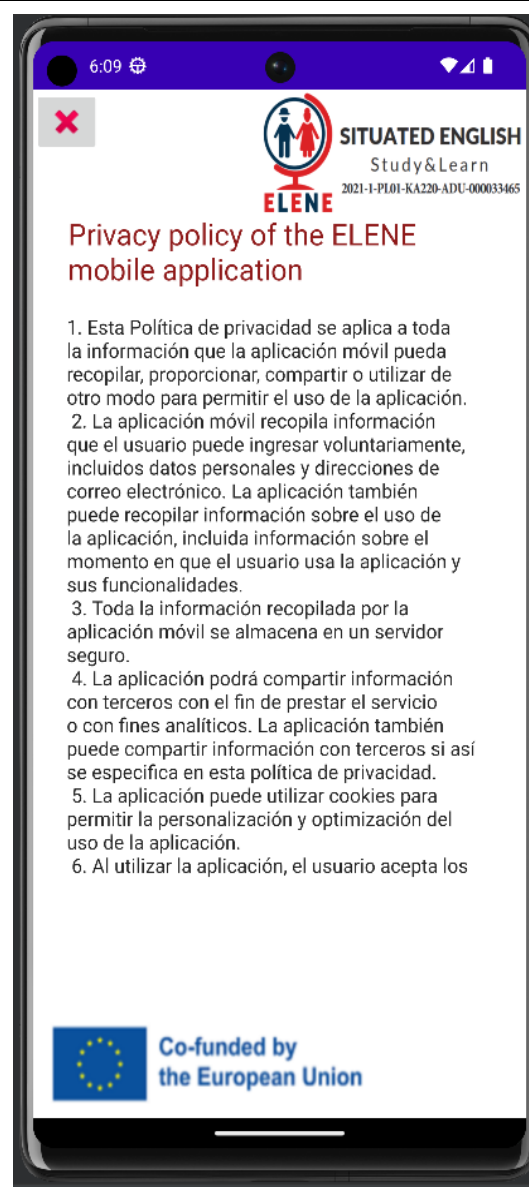 6:09
SITUATED ENGLISH
Study&Learn
2021-1-PL01-KA220-ADU-000033465
ELENE
Privacy policy of the ELENE
mobile application
1. Esta Política de privacidad se aplica a toda
la información que la aplicación móvil pueda
recopilar, proporcionar, compartir o utilizar de
otro modo para permitir el uso de la aplicación.
2. La aplicación móvil recopila información
que el usuario puede ingresar voluntariamente,
incluidos datos personales y direcciones de
correo electrónico. La aplicación también
puede recopilar información sobre el uso de
la aplicación, incluida información sobre el
momento en que el usuario usa la aplicación y
sus funcionalidades.
3. Toda la información recopilada por la
aplicación móvil se almacena en un servidor
seguro.
4. La aplicación podrá compartir información
con terceros con el fin de prestar el servicio
o con fines analíticos. La aplicación también
puede compartir información con terceros si así
se especifica en esta política de privacidad.
5. La aplicación puede utilizar cookies para
permitir la personalización y optimización del
uso de la aplicación.
6. Al utilizar la aplicación, el usuario acepta los
Co-funded by
the European Union